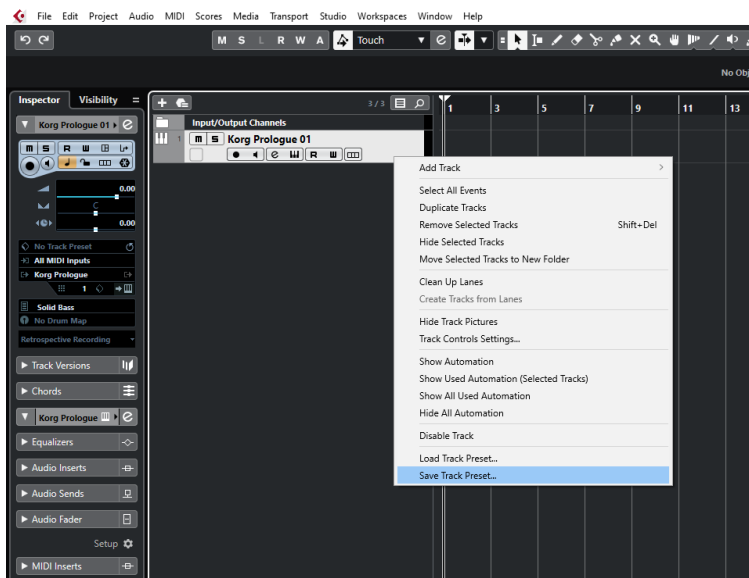 File Edit Project Audio MIDI Scores Media Transport Studio Workspaces Window Help
M S L R W A Touch
No Obj
Inspector Visibility
3/3
1 3 5 7 9 11 13
Korg Prologue 01
Input/Output Channels
1 m S Korg Prologue 01
m S R W
R W
0.00
C
0.00
No Track Preset
All MIDI Inputs
Korg Prologue
1
Solid Bass
No Drum Map
Retrospective Recording
Track Versions
Chords
Korg Prologue
Equalizers
Audio Inserts
Audio Sends
Audio Fader
Setup
MIDI Inserts
Add Track
Select All Events
Duplicate Tracks
Remove Selected Tracks Shift+Del
Hide Selected Tracks
Move Selected Tracks to New Folder
Clean Up Lanes
Create Tracks from Lanes
Hide Track Pictures
Track Controls Settings...
Show Automation
Show Used Automation (Selected Tracks)
Show All Used Automation
Hide All Automation
Disable Track
Load Track Preset...
Save Track Preset...